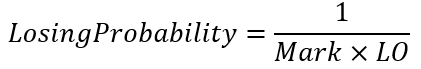 LosingProbability = 1 / (Mark × LO)